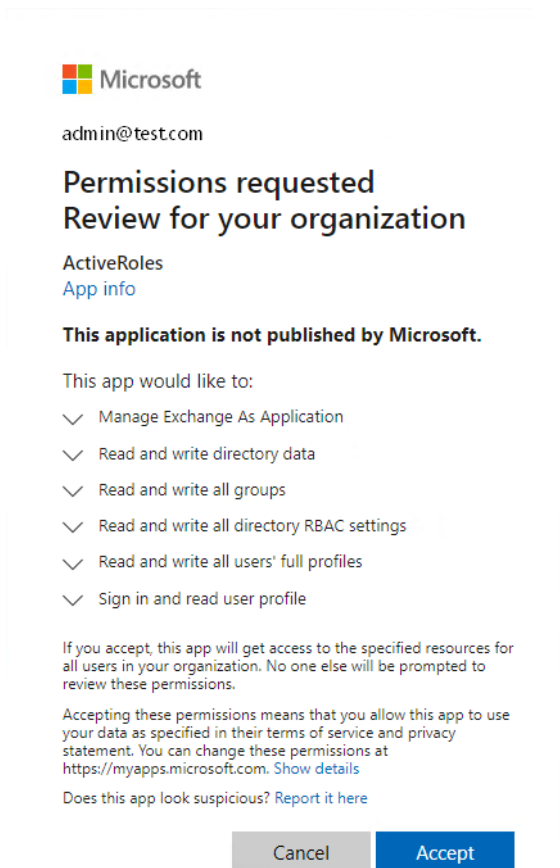 Microsoft
admin@test.com
Permissions requested
Review for your organization
ActiveRoles
App info
This application is not published by Microsoft.
This app would like to:
Manage Exchange As Application
Read and write directory data
Read and write all groups
Read and write all directory RBAC settings
Read and write all users' full profiles
Sign in and read user profile
If you accept, this app will get access to the specified resources for
all users in your organization. No one else will be prompted to
review these permissions.
Accepting these permissions means that you allow this app to use
your data as specified in their terms of service and privacy
statement. You can change these permissions at
https://myapps.microsoft.com. Show details
Does this app look suspicious? Report it here
Cancel Accept